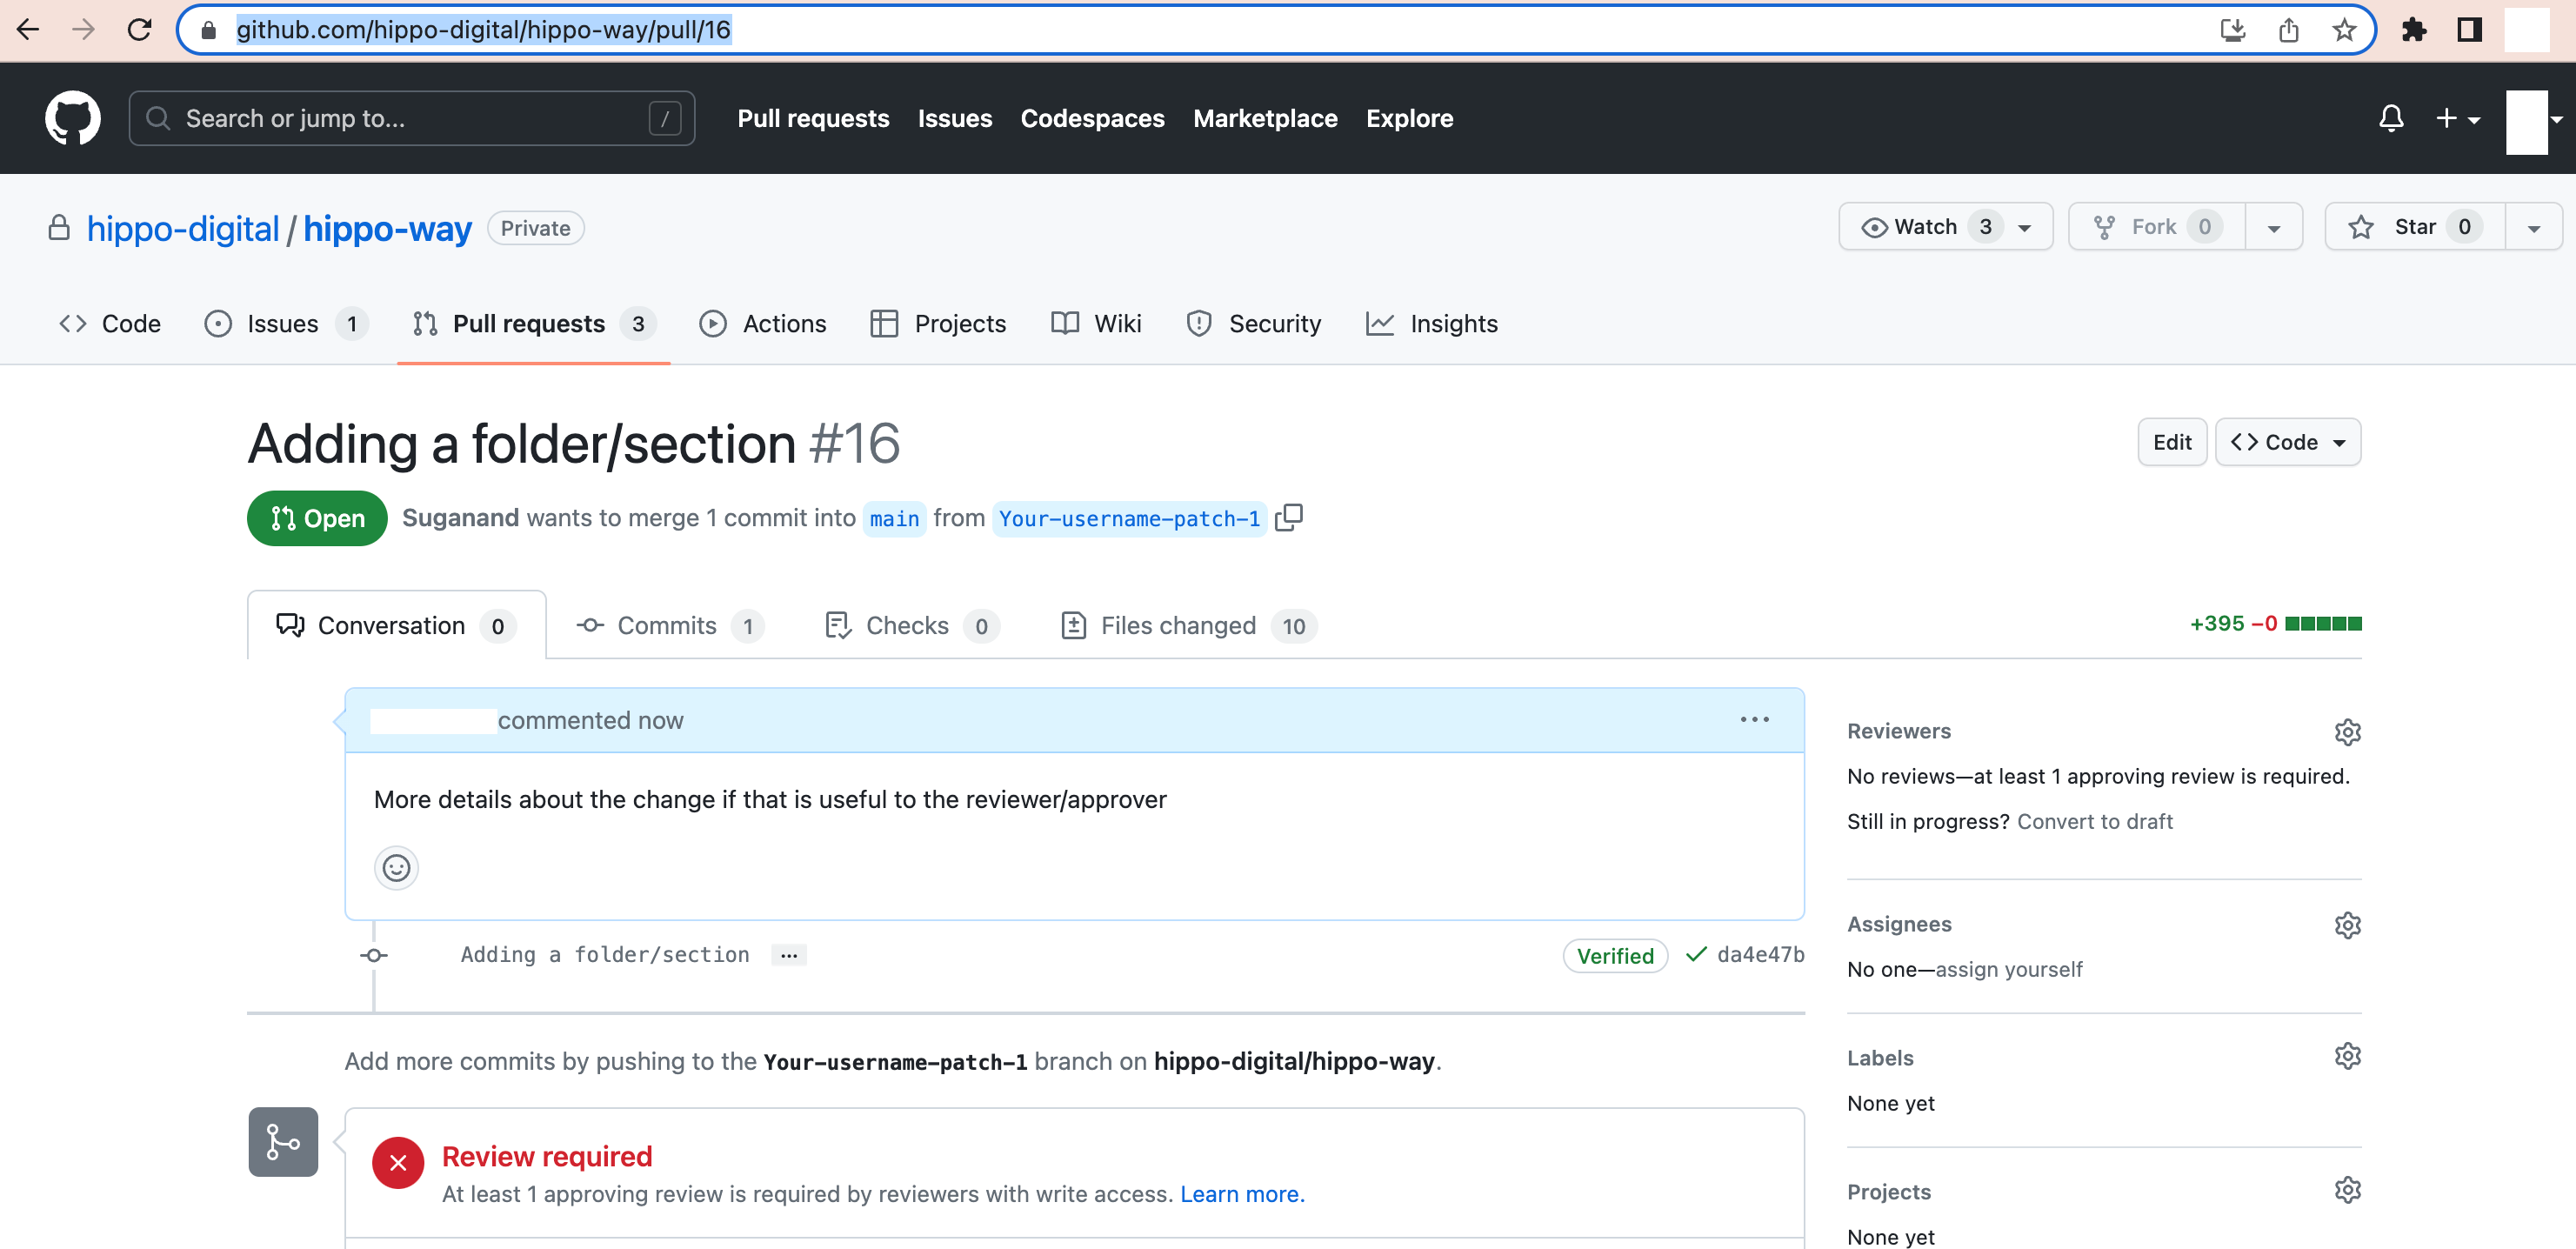 github.com/hippo-digital/hippo-way/pull/16
Search or jump to... /
Pull requests Issues Codespaces Marketplace Explore
hippo-digital / hippo-way Private
Watch 3 Fork 0 Star 0
Code Issues 1 Pull requests 3 Actions Projects Wiki Security Insights
Adding a folder/section #16
Edit Code
Open Suganand wants to merge 1 commit into main from Your-username-patch-1
Conversation 0 Commits 1 Checks 0 Files changed 10
+395 −0
commented now
More details about the change if that is useful to the reviewer/approver
Adding a folder/section ...
Verified da4e47b
Add more commits by pushing to the Your-username-patch-1 branch on hippo-digital/hippo-way.
Review required
At least 1 approving review is required by reviewers with write access. Learn more.
Reviewers
No reviews—at least 1 approving review is required.
Still in progress? Convert to draft
Assignees
No one—assign yourself
Labels
None yet
Projects
None yet